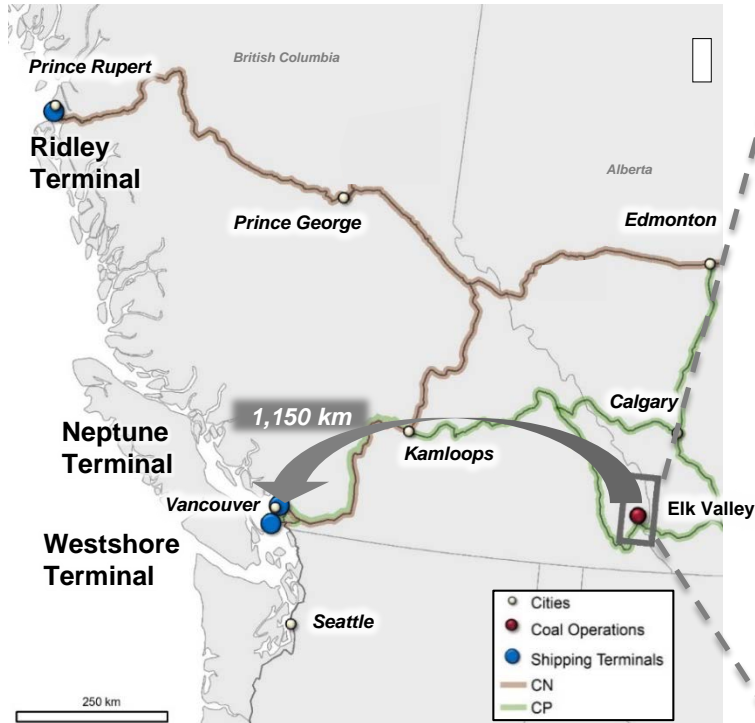 Prince Rupert
British Columbia
Ridley
Terminal
Alberta
Prince George
Edmonton
1,150 km
Calgary
Neptune
Terminal
Kamloops
Vancouver
Elk Valley
Westshore
Terminal
Seattle
Cities
Coal Operations
Shipping Terminals
CN
CP
250 km